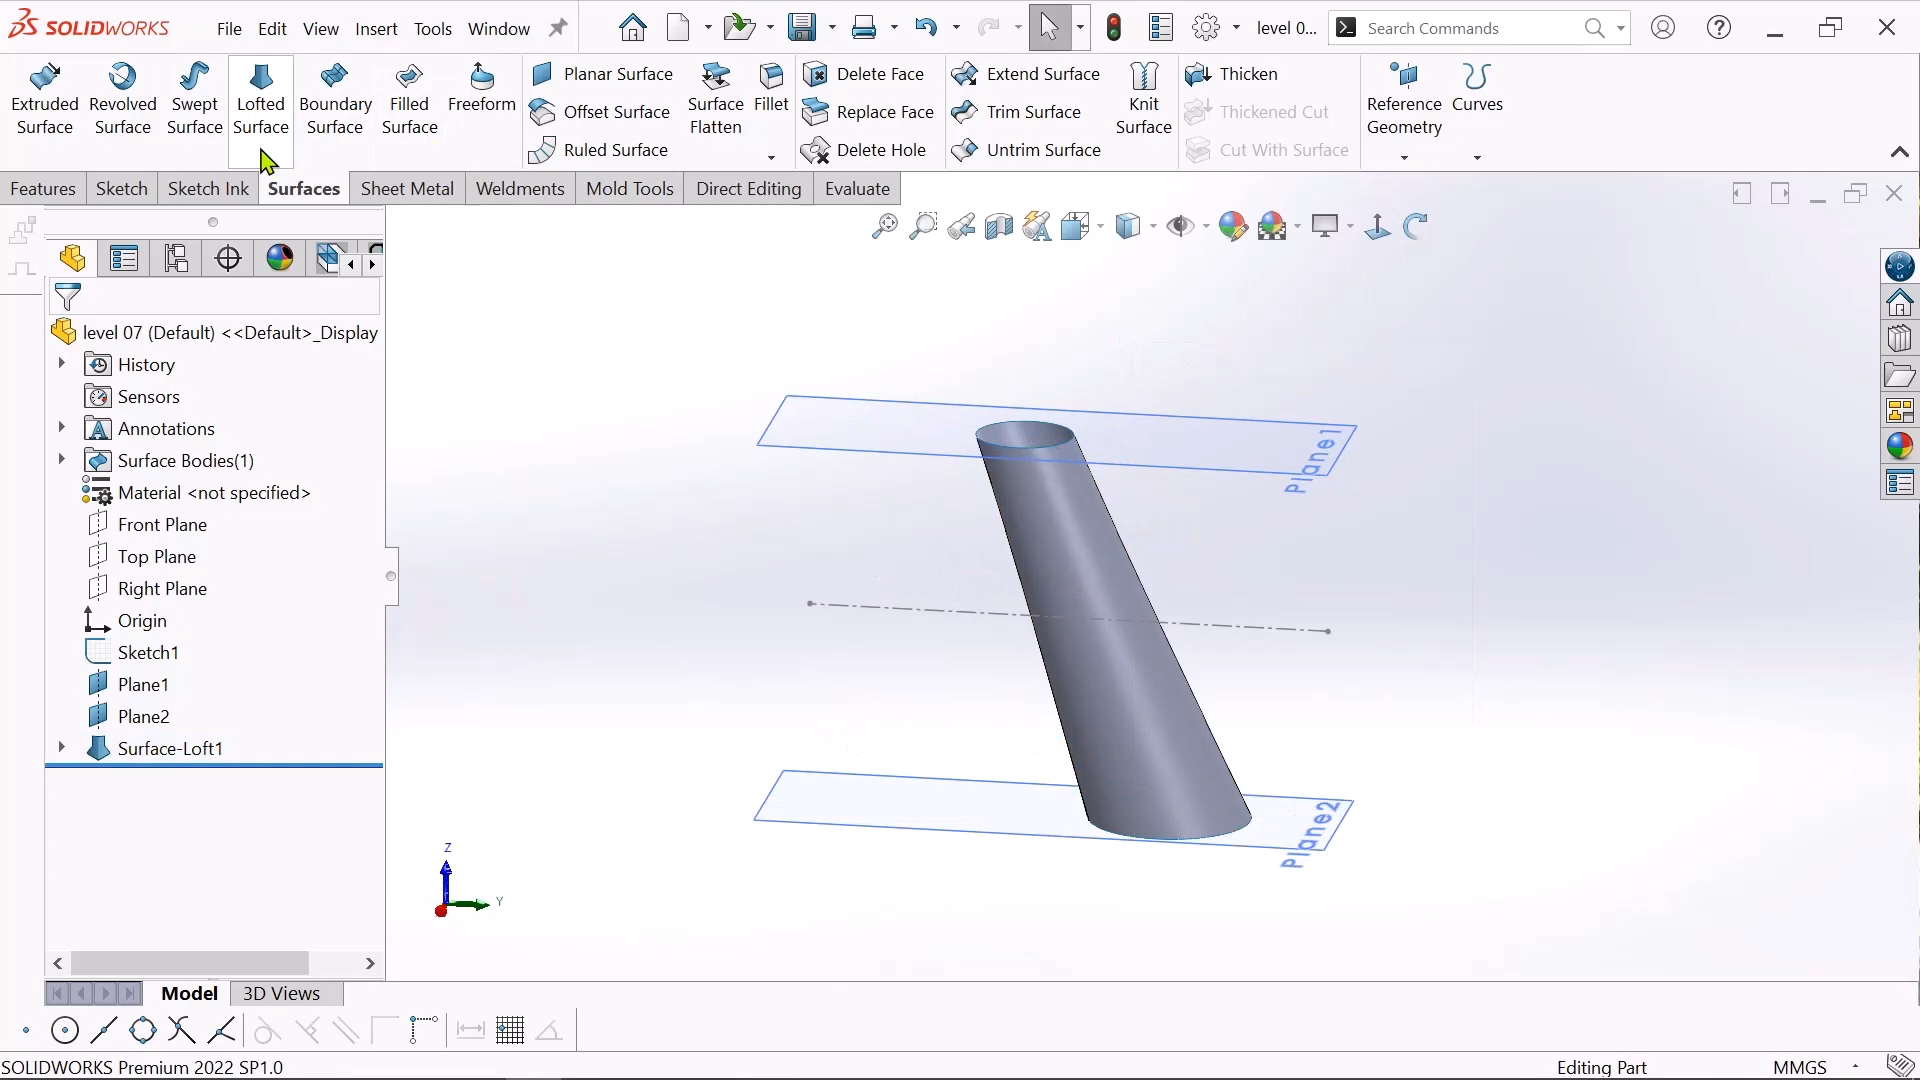 SOLIDWORKS File Edit View Insert Tools Window level 0... Search Commands
Extruded Surface
Revolved Surface
Swept Surface
Lofted Surface
Boundary Surface
Filled Surface
Freeform
Planar Surface
Offset Surface
Ruled Surface
Surface Flatten
Fillet
Delete Face
Replace Face
Delete Hole
Extend Surface
Trim Surface
Untrim Surface
Knit Surface
Thicken
Thickened Cut
Cut With Surface
Reference Geometry
Curves
Features Sketch Sketch Ink Surfaces Sheet Metal Weldments Mold Tools Direct Editing Evaluate
level 07 (Default) <<Default>_Display
History
Sensors
Annotations
Surface Bodies(1)
Material <not specified>
Front Plane
Top Plane
Right Plane
Origin
Sketch1
Plane1
Plane2
Surface-Loft1
Plane1
Plane2
Z
Y
Model 3D Views
SOLIDWORKS Premium 2022 SP1.0 Editing Part MMGS